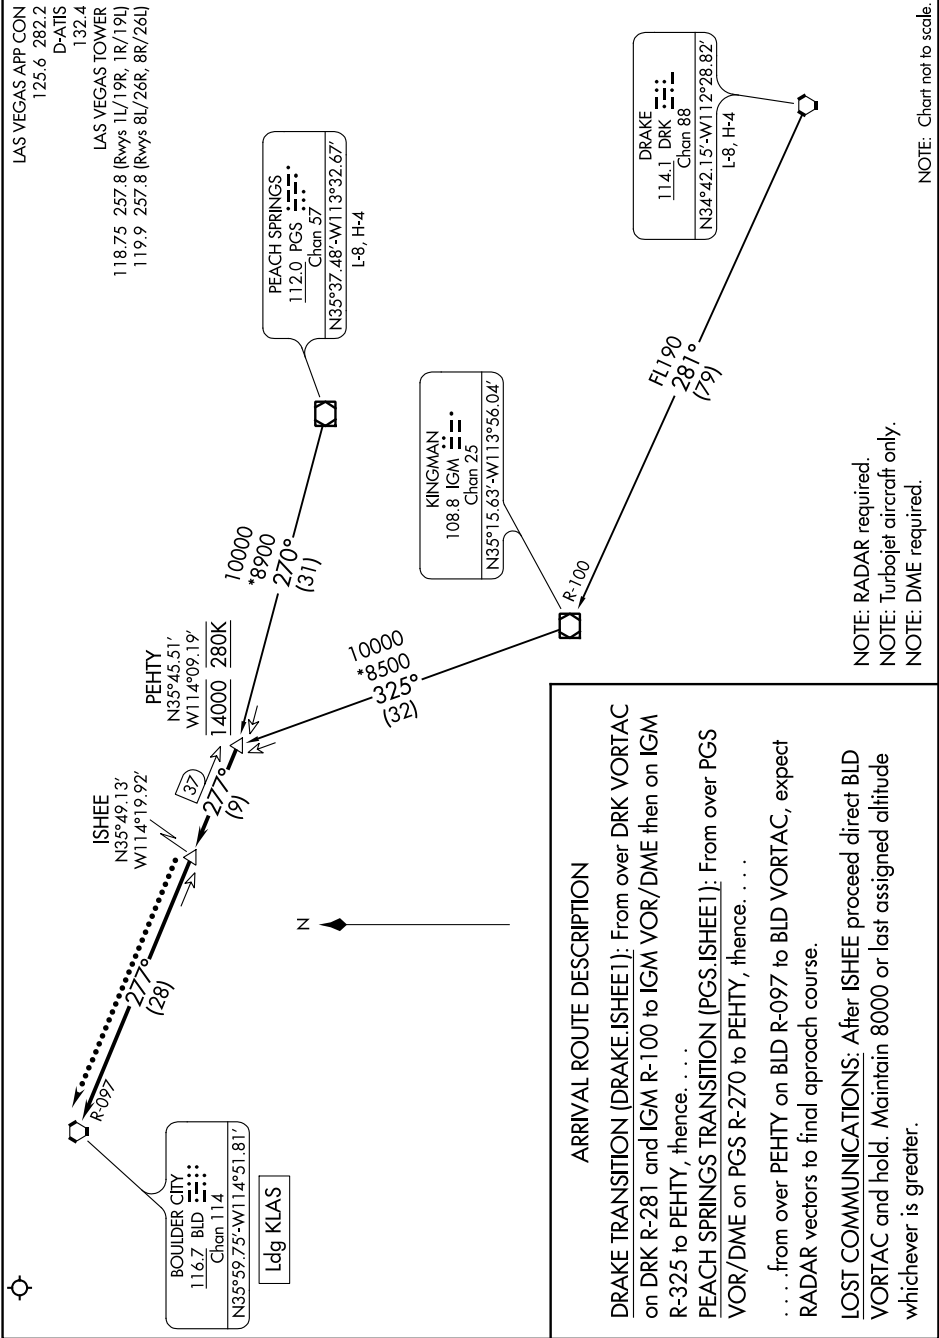 LAS VEGAS APP CON
125.6 282.2
D-ATIS
132.4
LAS VEGAS TOWER
118.75 257.8 (Rwys 1L/19R, 1R/19L)
119.9 257.8 (Rwys 8L/26R, 8R/26L)
PEACH SPRINGS
112.0 PGS
Chan 57
N35°37.48'-W113°32.67'
L-8, H-4
DRAKE
114.1 DRK
Chan 88
N34°42.15'-W112°28.82'
L-8, H-4
KINGMAN
108.8 IGM
Chan 25
N35°15.63'-W113°56.04'
BOULDER CITY
116.7 BLD
Chan 114
N35°59.75'-W114°51.81'
Ldg KLAS
R-097
277°
(28)
ISHEE
N35°49.13'
W114°19.92'
37
277°
(9)
PEHTY
N35°45.51'
W114°09.19'
14000 280K
10000
*8900
270°
(31)
10000
*8500
325°
(32)
R-100
FL190
281°
(79)
N
NOTE: RADAR required.
NOTE: Turbojet aircraft only.
NOTE: DME required.
NOTE: Chart not to scale.
ARRIVAL ROUTE DESCRIPTION
DRAKE TRANSITION (DRAKE.ISHEE1): From over DRK VORTAC
on DRK R-281 and IGM R-100 to IGM VOR/DME then on IGM
R-325 to PEHTY, thence. . . .
PEACH SPRINGS TRANSITION (PGS.ISHEE1): From over PGS
VOR/DME on PGS R-270 to PEHTY, thence. . . .
. . . .from over PEHTY on BLD R-097 to BLD VORTAC, expect
RADAR vectors to final aproach course.
LOST COMMUNICATIONS: After ISHEE proceed direct BLD
VORTAC and hold. Maintain 8000 or last assigned altitude
whichever is greater.